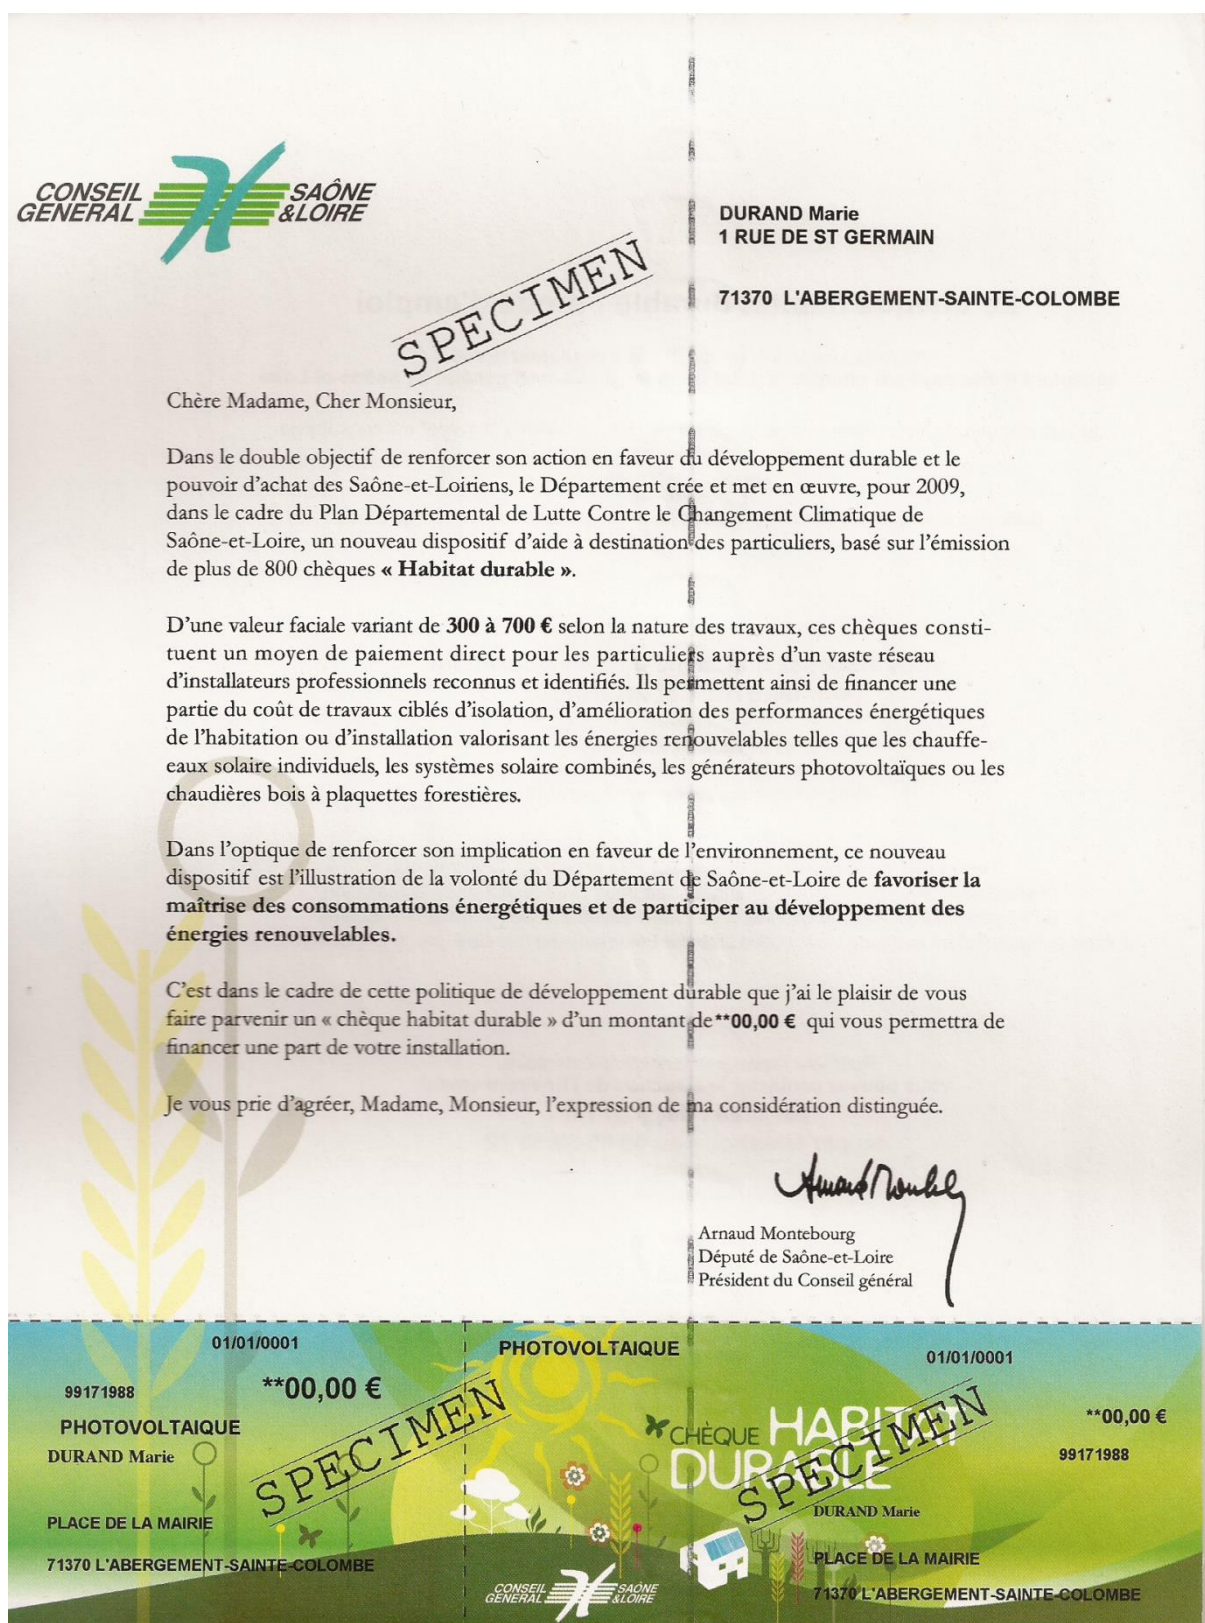 CONSEIL GENERAL SAÔNE &LOIRE
DURAND Marie
1 RUE DE ST GERMAIN
71370 L'ABERGEMENT-SAINTE-COLOMBE
SPECIMEN
Chère Madame, Cher Monsieur,
Dans le double objectif de renforcer son action en faveur du développement durable et le
pouvoir d'achat des Saône-et-Loiriens, le Département crée et met en œuvre, pour 2009,
dans le cadre du Plan Départemental de Lutte Contre le Changement Climatique de
Saône-et-Loire, un nouveau dispositif d'aide à destination des particuliers, basé sur l'émission
de plus de 800 chèques « Habitat durable ».
D'une valeur faciale variant de 300 à 700 € selon la nature des travaux, ces chèques consti-
tuent un moyen de paiement direct pour les particuliers auprès d'un vaste réseau
d'installateurs professionnels reconnus et identifiés. Ils permettent ainsi de financer une
partie du coût de travaux ciblés d'isolation, d'amélioration des performances énergétiques
de l'habitation ou d'installation valorisant les énergies renouvelables telles que les chauffe-
eaux solaire individuels, les systèmes solaire combinés, les générateurs photovoltaïques ou les
chaudières bois à plaquettes forestières.
Dans l'optique de renforcer son implication en faveur de l'environnement, ce nouveau
dispositif est l'illustration de la volonté du Département de Saône-et-Loire de favoriser la
maîtrise des consommations énergétiques et de participer au développement des
énergies renouvelables.
C'est dans le cadre de cette politique de développement durable que j'ai le plaisir de vous
faire parvenir un « chèque habitat durable » d'un montant de **00,00 € qui vous permettra de
financer une part de votre installation.
Je vous prie d'agréer, Madame, Monsieur, l'expression de ma considération distinguée.
Arnaud Montebourg
Député de Saône-et-Loire
Président du Conseil général
01/01/0001
99171988
**00,00 €
PHOTOVOLTAIQUE
DURAND Marie
SPECIMEN
PLACE DE LA MAIRIE
71370 L'ABERGEMENT-SAINTE-COLOMBE
PHOTOVOLTAIQUE
01/01/0001
**00,00 €
CHÈQUE HABITAT
DURABLE
99171988
SPECIMEN
DURAND Marie
PLACE DE LA MAIRIE
71370 L'ABERGEMENT-SAINTE-COLOMBE
CONSEIL GENERAL SAÔNE &LOIRE